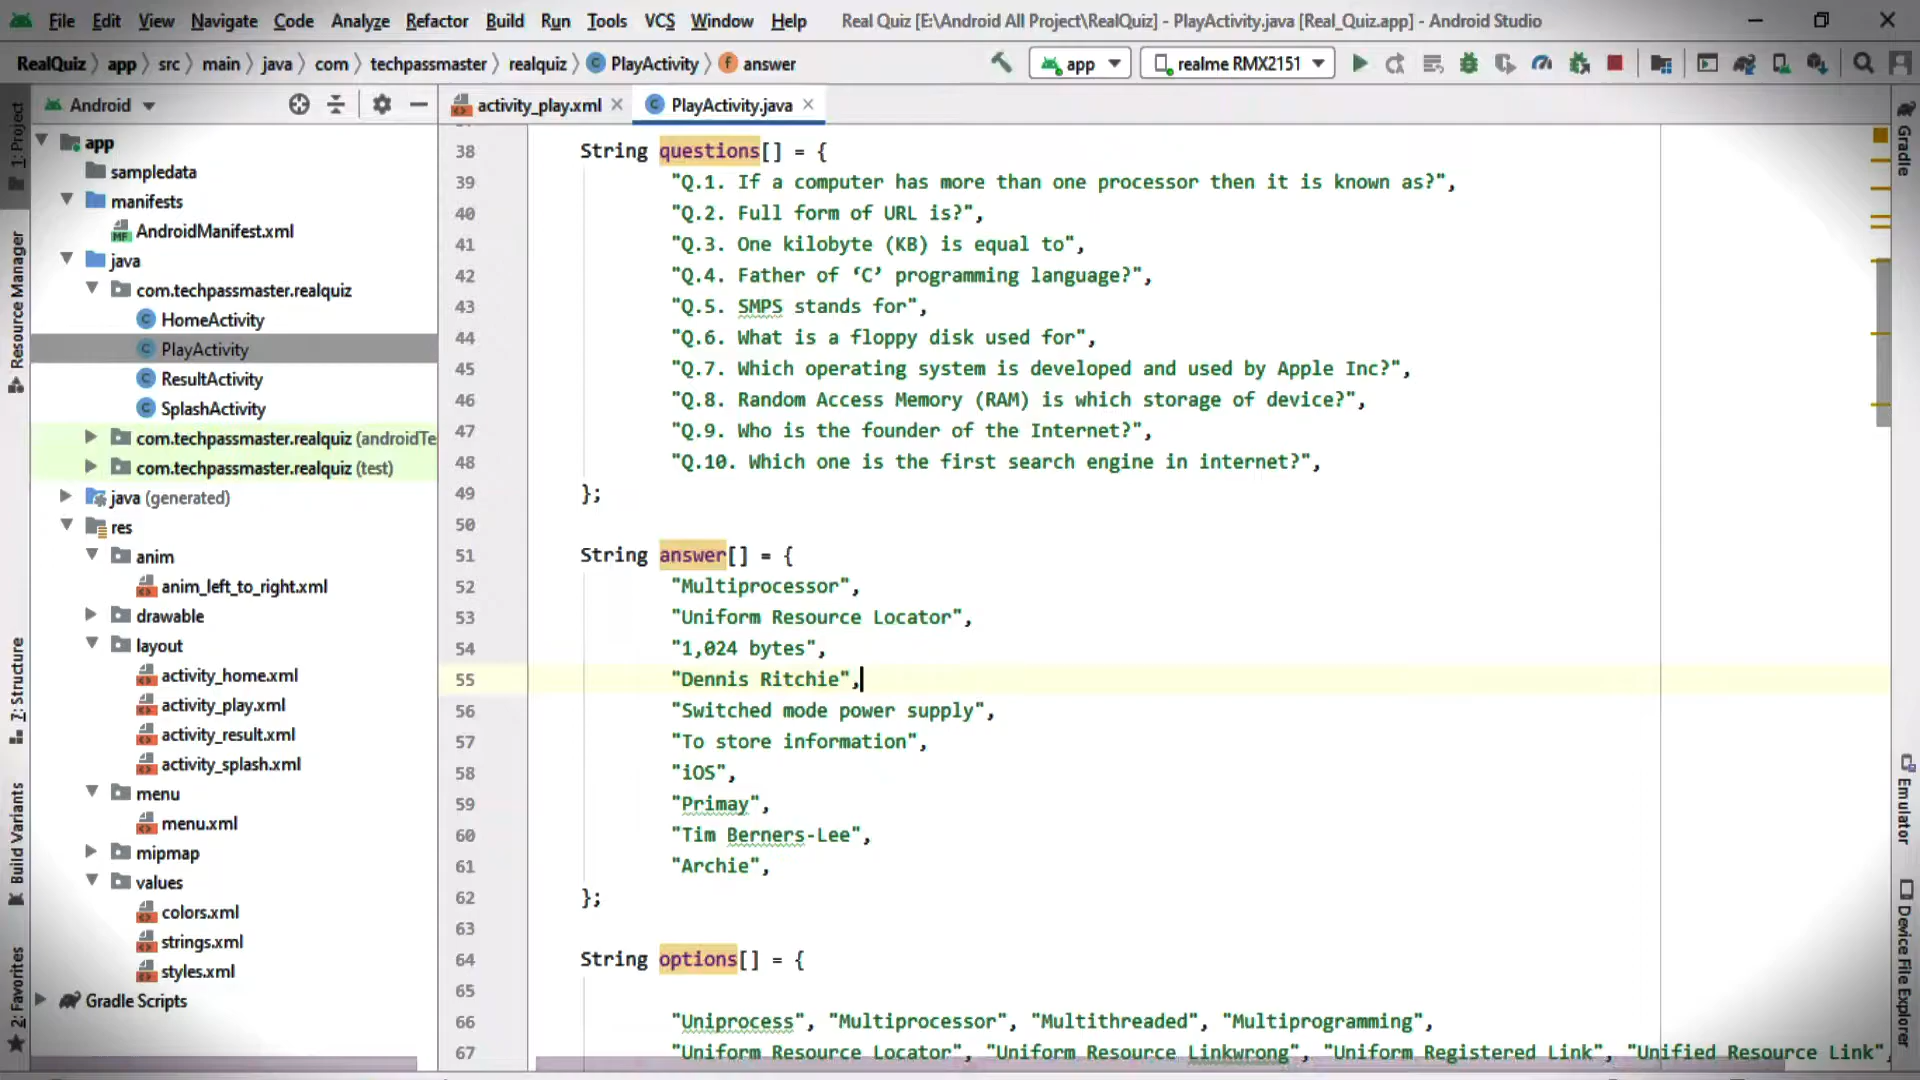 File Edit View Navigate Code Analyze Refactor Build Run Tools VCS Window Help Real Quiz [E:\Android All Project\RealQuiz] - PlayActivity.java [Real_Quiz.app] - Android Studio
RealQuiz app src main java com techpassmaster realquiz PlayActivity answer app realme RMX2151
Android
activity_play.xml
PlayActivity.java
1: Project
Resource Manager
7: Structure
Build Variants
2: Favorites
app
sampledata
manifests
AndroidManifest.xml
java
com.techpassmaster.realquiz
HomeActivity
PlayActivity
ResultActivity
SplashActivity
com.techpassmaster.realquiz (androidTe
com.techpassmaster.realquiz (test)
java (generated)
res
anim
anim_left_to_right.xml
drawable
layout
activity_home.xml
activity_play.xml
activity_result.xml
activity_splash.xml
menu
menu.xml
mipmap
values
colors.xml
strings.xml
styles.xml
Gradle Scripts
38 String questions[] = {
39 "Q.1. If a computer has more than one processor then it is known as?",
40 "Q.2. Full form of URL is?",
41 "Q.3. One kilobyte (KB) is equal to",
42 "Q.4. Father of ‘C’ programming language?",
43 "Q.5. SMPS stands for",
44 "Q.6. What is a floppy disk used for",
45 "Q.7. Which operating system is developed and used by Apple Inc?",
46 "Q.8. Random Access Memory (RAM) is which storage of device?",
47 "Q.9. Who is the founder of the Internet?",
48 "Q.10. Which one is the first search engine in internet?",
49 };
50
51 String answer[] = {
52 "Multiprocessor",
53 "Uniform Resource Locator",
54 "1,024 bytes",
55 "Dennis Ritchie",
56 "Switched mode power supply",
57 "To store information",
58 "iOS",
59 "Primay",
60 "Tim Berners-Lee",
61 "Archie",
62 };
63
64 String options[] = {
65
66 "Uniprocess", "Multiprocessor", "Multithreaded", "Multiprogramming",
67 "Uniform Resource Locator", "Uniform Resource Linkwrong", "Uniform Registered Link", "Unified Resource Link",
Gradle
Emulator
Device File Explorer